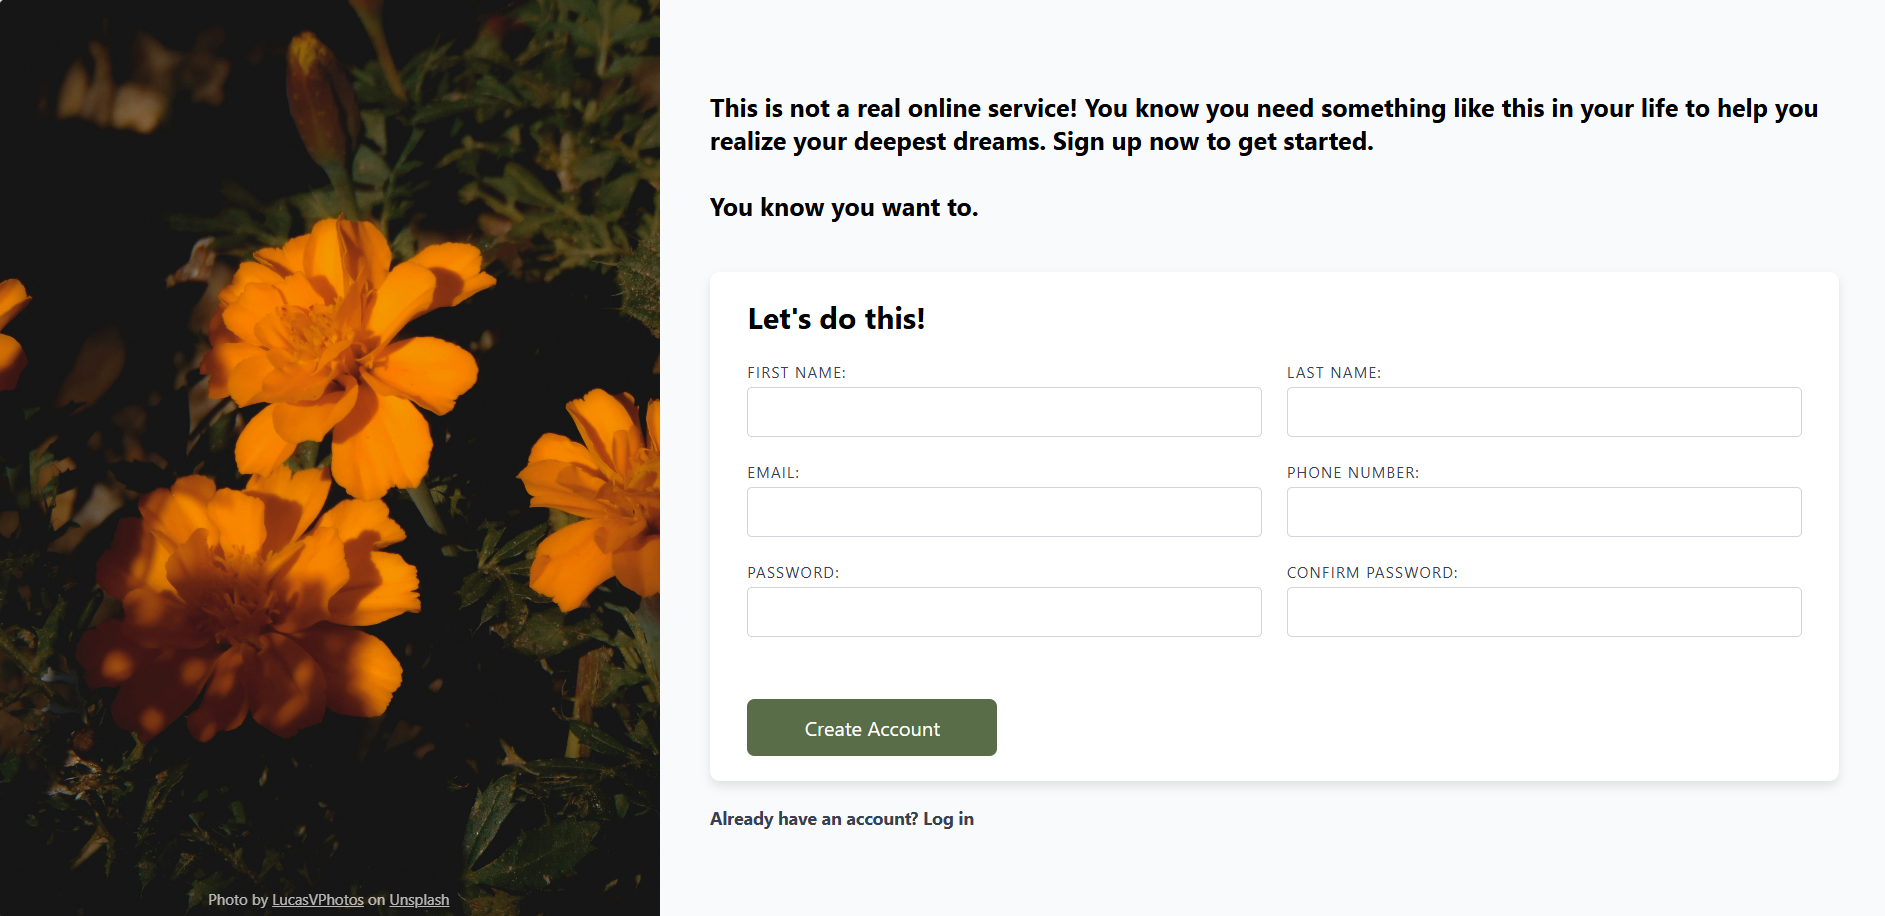 This is not a real online service! You know you need something like this in your life to help you
realize your deepest dreams. Sign up now to get started.
You know you want to.
Let's do this!
FIRST NAME:
LAST NAME:
EMAIL:
PHONE NUMBER:
PASSWORD:
CONFIRM PASSWORD:
Create Account
Already have an account? Log in
Photo by LucasVPhotos on Unsplash